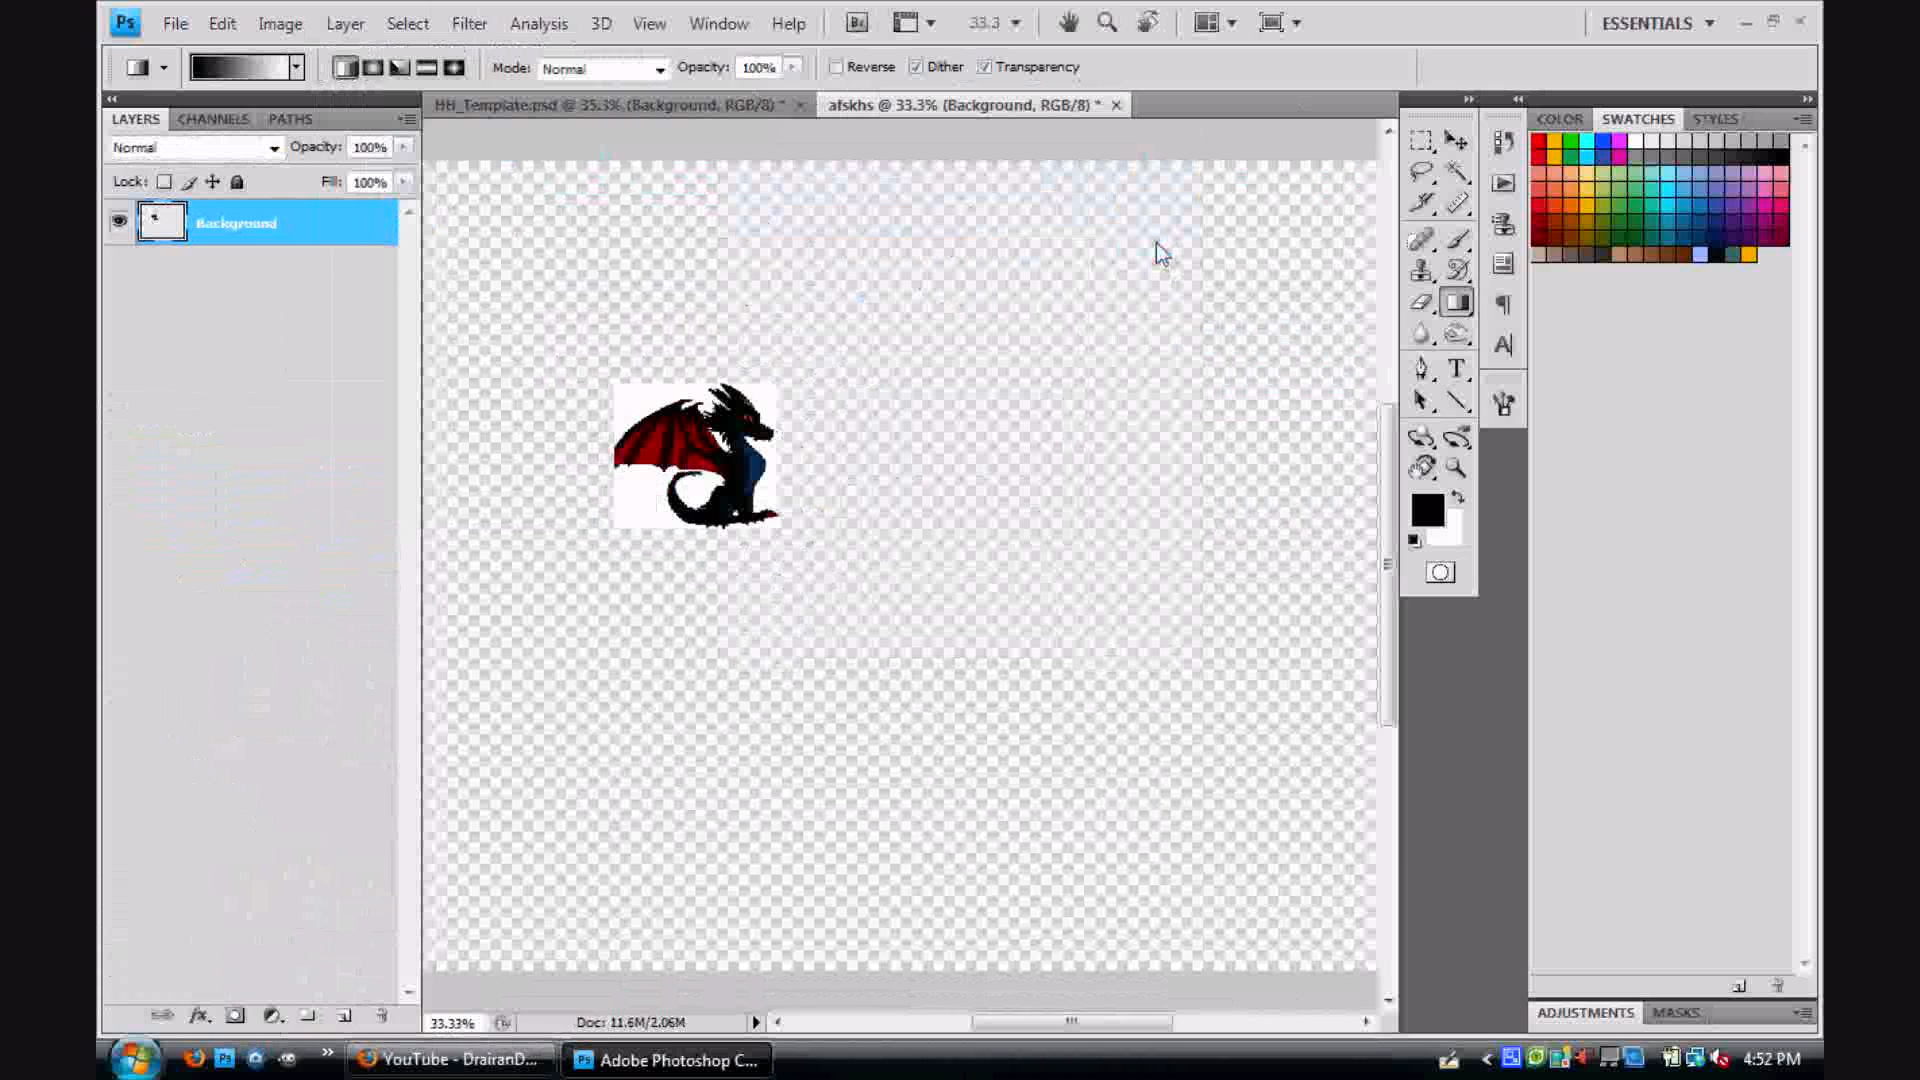 Ps File Edit Image Layer Select Filter Analysis 3D View Window Help Br 33.3 ESSENTIALS
Mode: Normal Opacity: 100% Reverse Dither Transparency
HH_Template.psd @ 35.3% (Background, RGB/8) * afskhs @ 33.3% (Background, RGB/8) *
LAYERS CHANNELS PATHS
COLOR SWATCHES STYLES
Normal Opacity: 100%
Lock: Fill: 100%
Background
33.33% Doc: 11.6M/2.06M
ADJUSTMENTS MASKS
YouTube - DrairanD... Ps Adobe Photoshop C... 4:52 PM